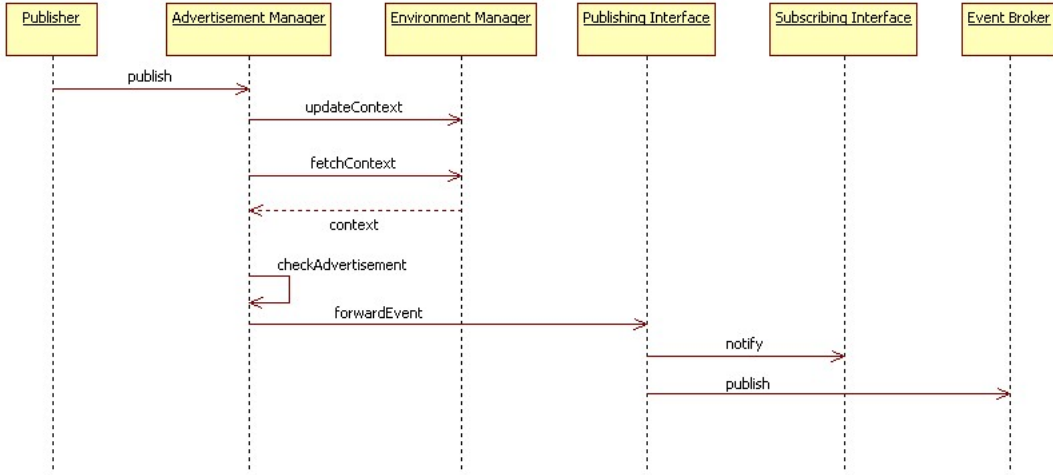 Publisher
Advertisement Manager
Environment Manager
Publishing Interface
Subscribing Interface
Event Broker
publish
updateContext
fetchContext
context
checkAdvertisement
forwardEvent
notify
publish